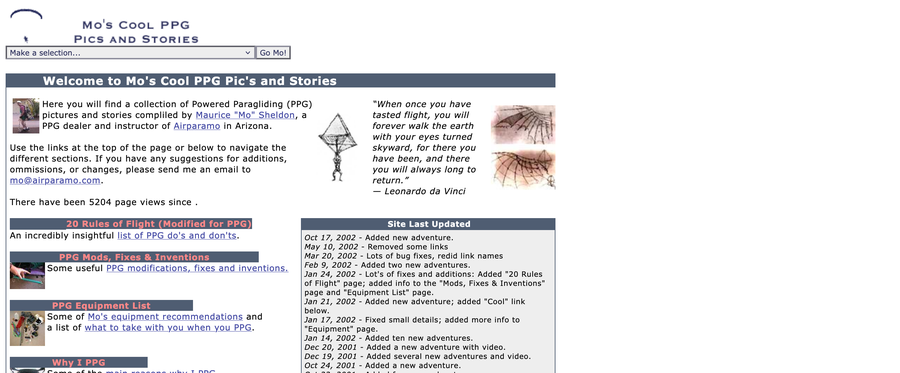 Mo's Cool PPG
Pics and Stories
Make a selection...
Go Mo!
Welcome to Mo's Cool PPG Pic's and Stories
Here you will find a collection of Powered Paragliding (PPG)
pictures and stories complied by Maurice "Mo" Sheldon, a
PPG dealer and instructor of Airparamo in Arizona.
Use the links at the top of the page or below to navigate the
different sections. If you have any suggestions for additions,
ommissions, or changes, please send me an email to
mo@airparamo.com.
There have been 5204 page views since .
"When once you have
tasted flight, you will
forever walk the earth
with your eyes turned
skyward, for there you
have been, and there
you will always long to
return."
— Leonardo da Vinci
20 Rules of Flight (Modified for PPG)
An incredibly insightful list of PPG do's and don'ts.
PPG Mods, Fixes & Inventions
Some useful PPG modifications, fixes and inventions.
PPG Equipment List
Some of Mo's equipment recommendations and
a list of what to take with you when you PPG.
Why I PPG
Some of the main reasons why I PPG.
Site Last Updated
Oct 17, 2002 - Added new adventure.
May 10, 2002 - Removed some links
Mar 20, 2002 - Lots of bug fixes, redid link names
Feb 9, 2002 - Added two new adventures.
Jan 24, 2002 - Lot's of fixes and additions: Added "20 Rules
of Flight" page; added info to the "Mods, Fixes & Inventions"
page and "Equipment List" page.
Jan 21, 2002 - Added new adventure; added "Cool" link
below.
Jan 17, 2002 - Fixed small details; added more info to
"Equipment" page.
Jan 14, 2002 - Added ten new adventures.
Dec 20, 2001 - Added a new adventure with video.
Dec 19, 2001 - Added several new adventures and video.
Oct 24, 2001 - Added a new adventure.